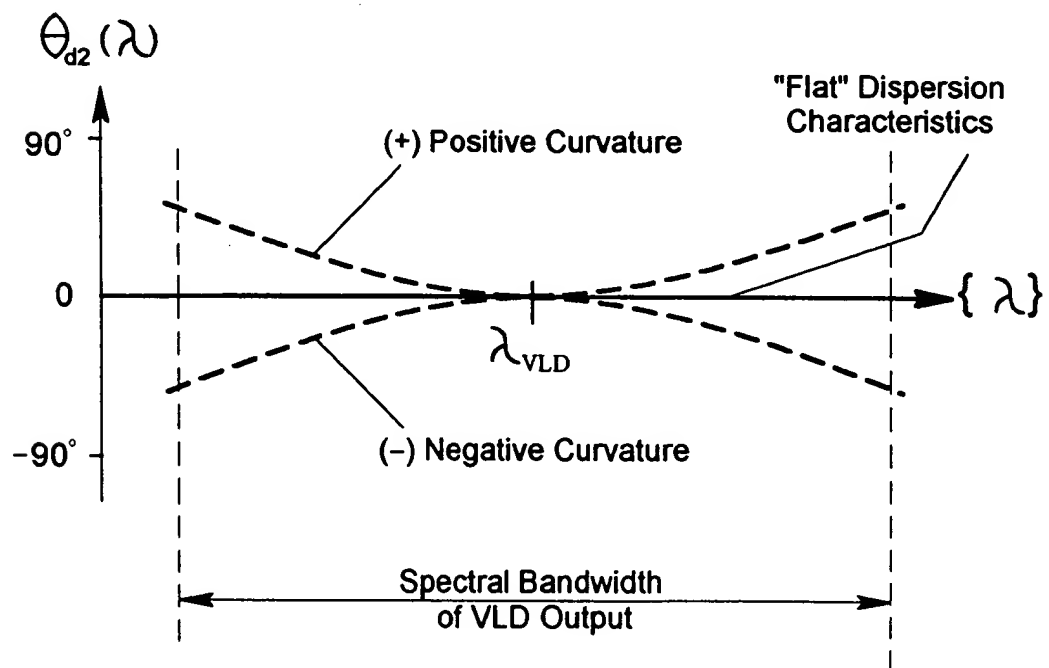 θd2(λ)
"Flat" Dispersion
Characteristics
90°
(+) Positive Curvature
0
{ λ}
λVLD
−90°
(−) Negative Curvature
Spectral Bandwidth
of VLD Output